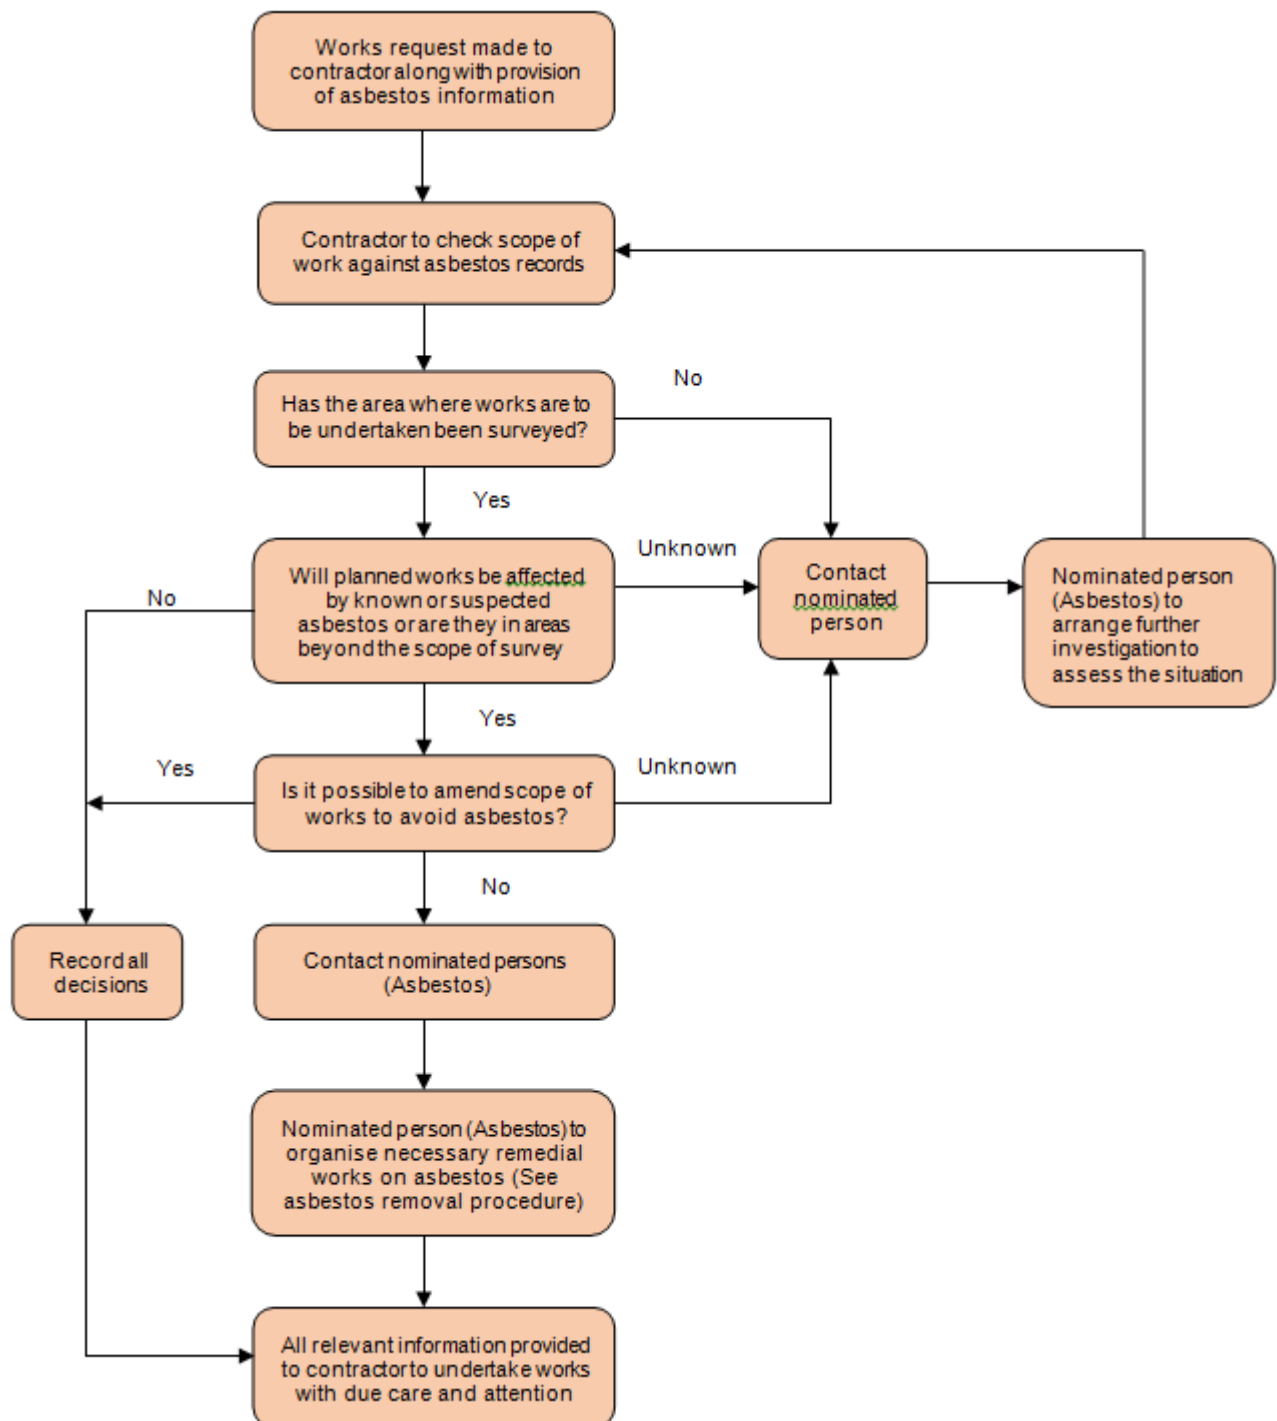 Works request made to
contractor along with provision
of asbestos information
Contractor to check scope of
work against asbestos records
Has the area where works are to
be undertaken been surveyed?
No
Yes
Will planned works be affected
by known or suspected
asbestos or are they in areas
beyond the scope of survey
No
Unknown
Contact
nominated
person
Nominated person
(Asbestos) to
arrange further
investigation to
assess the situation
Yes
Is it possible to amend scope of
works to avoid asbestos?
Yes
Unknown
No
Record all
decisions
Contact nominated persons
(Asbestos)
Nominated person (Asbestos) to
organise necessary remedial
works on asbestos (See
asbestos removal procedure)
All relevant information provided
to contractor to undertake works
with due care and attention